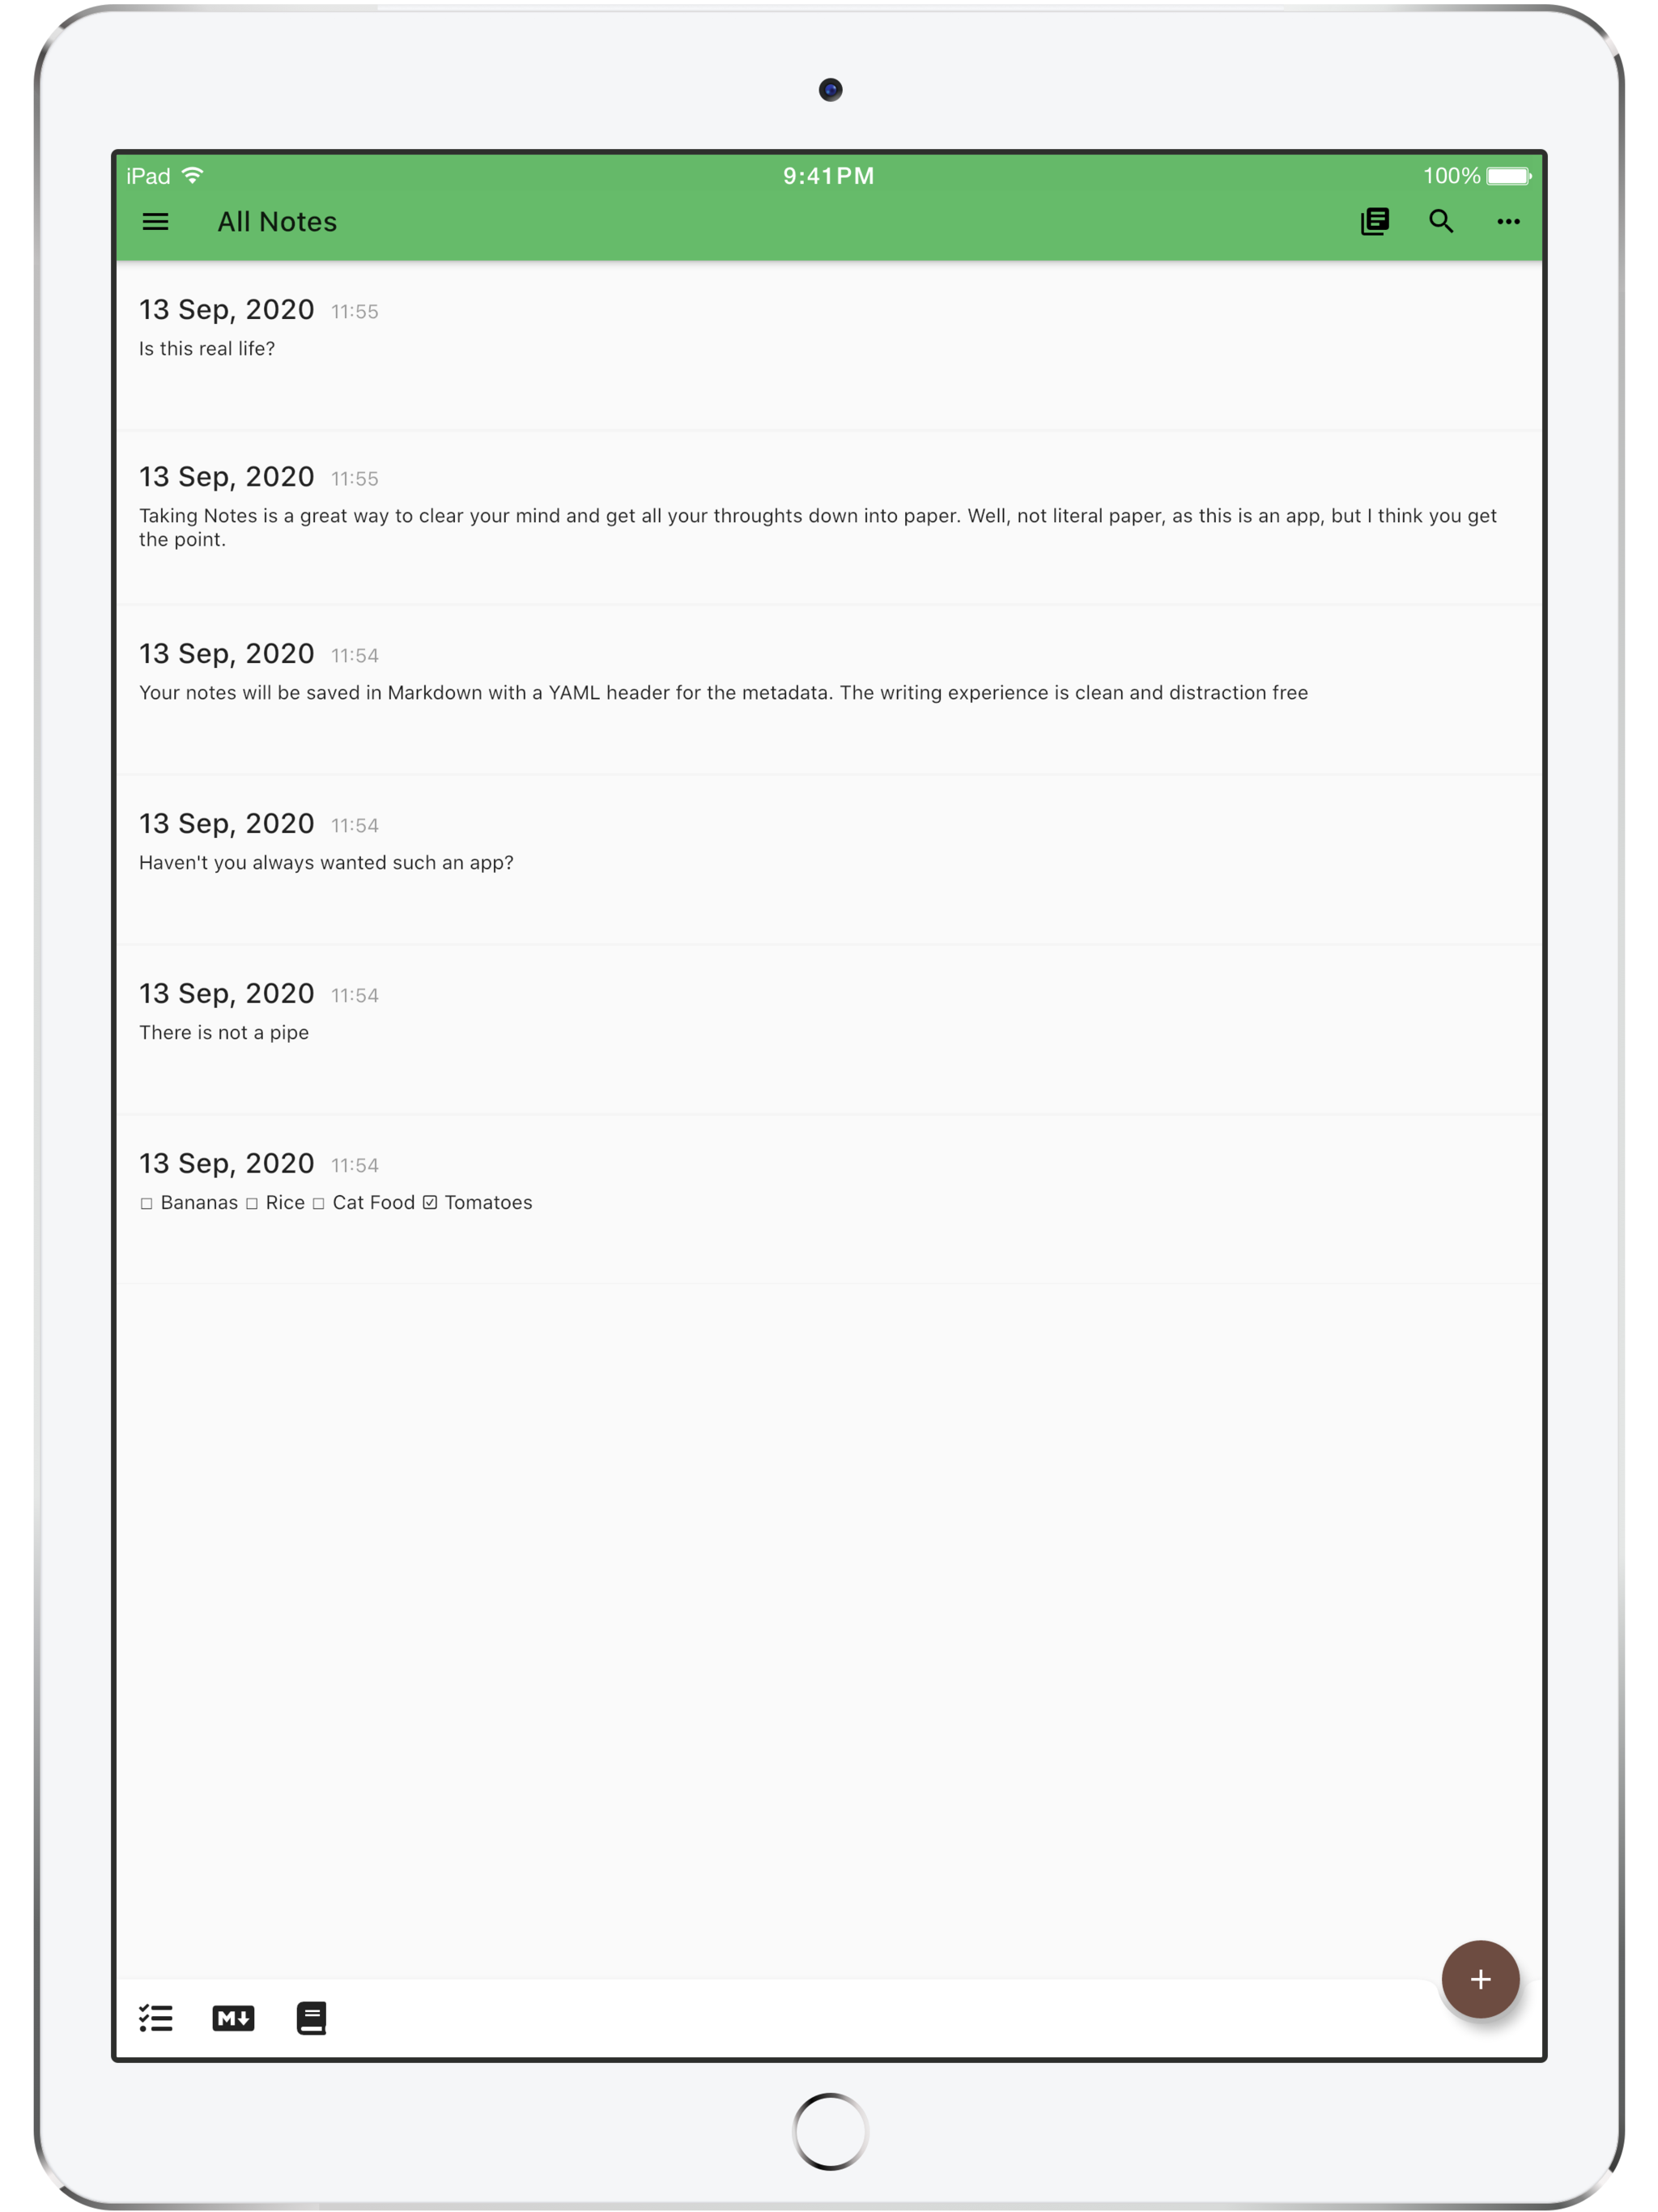 iPad 9:41PM 100%
All Notes
13 Sep, 2020 11:55
Is this real life?
13 Sep, 2020 11:55
Taking Notes is a great way to clear your mind and get all your throughts down into paper. Well, not literal paper, as this is an app, but I think you get
the point.
13 Sep, 2020 11:54
Your notes will be saved in Markdown with a YAML header for the metadata. The writing experience is clean and distraction free
13 Sep, 2020 11:54
Haven't you always wanted such an app?
13 Sep, 2020 11:54
There is not a pipe
13 Sep, 2020 11:54
☐ Bananas ☐ Rice ☐ Cat Food ☑ Tomatoes
M